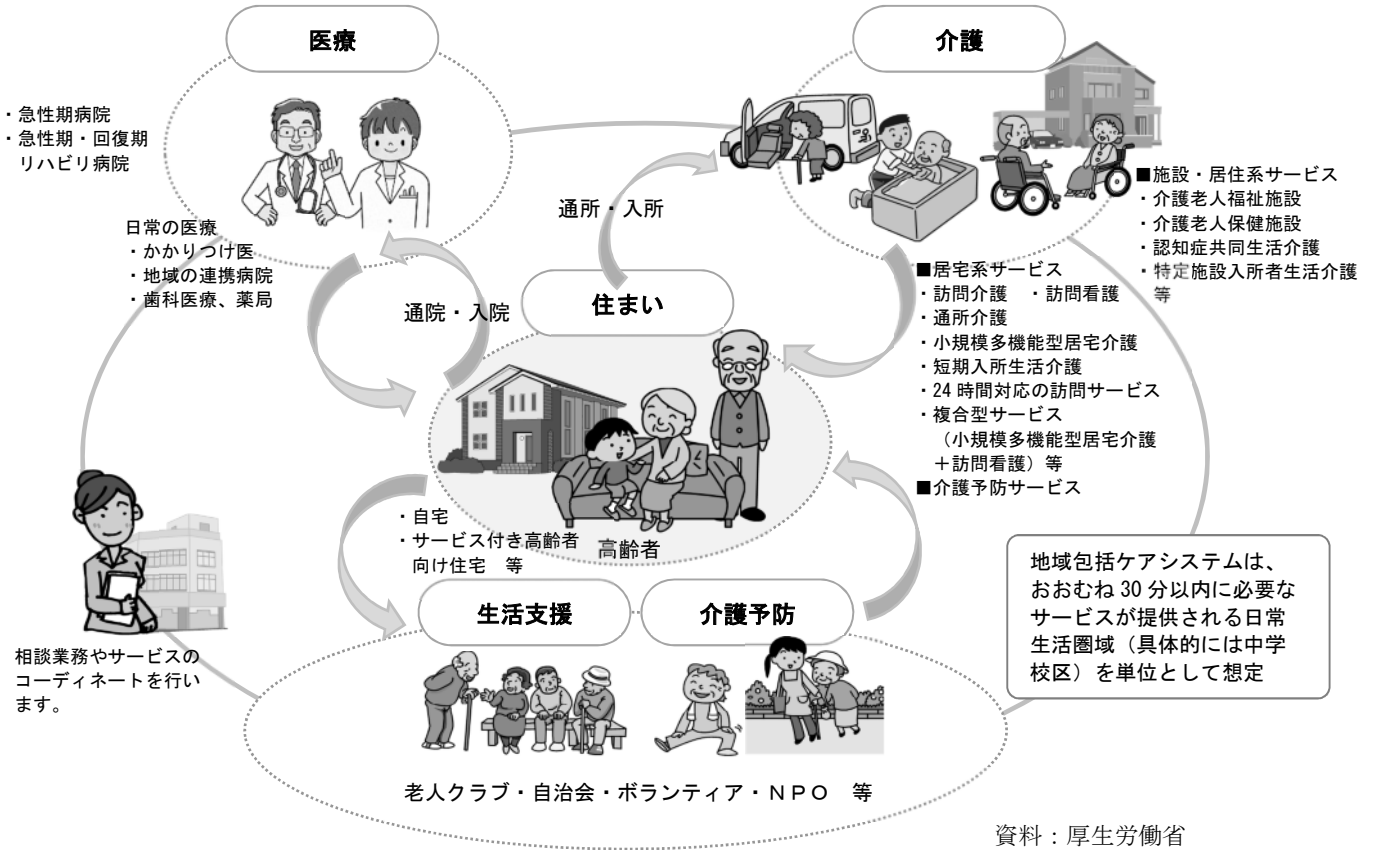 医療
・急性期病院
・急性期・回復期
リハビリ病院
日常の医療
・かかりつけ医
・地域の連携病院
・歯科医療、薬局
介護
■施設・居住系サービス
・介護老人福祉施設
・介護老人保健施設
・認知症共同生活介護
・特定施設入所者生活介護
等
通所・入所
通院・入院
住まい
■居宅系サービス
・訪問介護　・訪問看護
・通所介護
・小規模多機能型居宅介護
・短期入所生活介護
・24 時間対応の訪問サービス
・複合型サービス
（小規模多機能型居宅介護
＋訪問看護）等
■介護予防サービス
・自宅
・サービス付き高齢者
向け住宅　等
高齢者
相談業務やサービスの
コーディネートを行い
ます。
生活支援
介護予防
老人クラブ・自治会・ボランティア・ＮＰＯ　等
地域包括ケアシステムは、
おおむね 30 分以内に必要な
サービスが提供される日常
生活圏域（具体的には中学
校区）を単位として想定
資料：厚生労働省